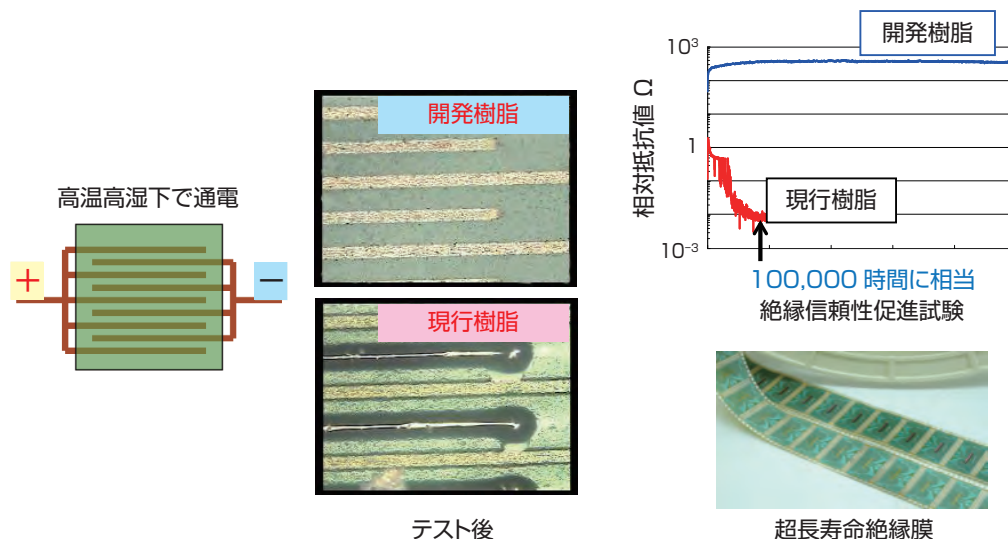 高温高湿下で通電
+
−
開発樹脂
現行樹脂
テスト後
相対抵抗値 Ω
10³
1
10⁻³
開発樹脂
現行樹脂
100,000 時間に相当
絶縁信頼性促進試験
超長寿命絶縁膜